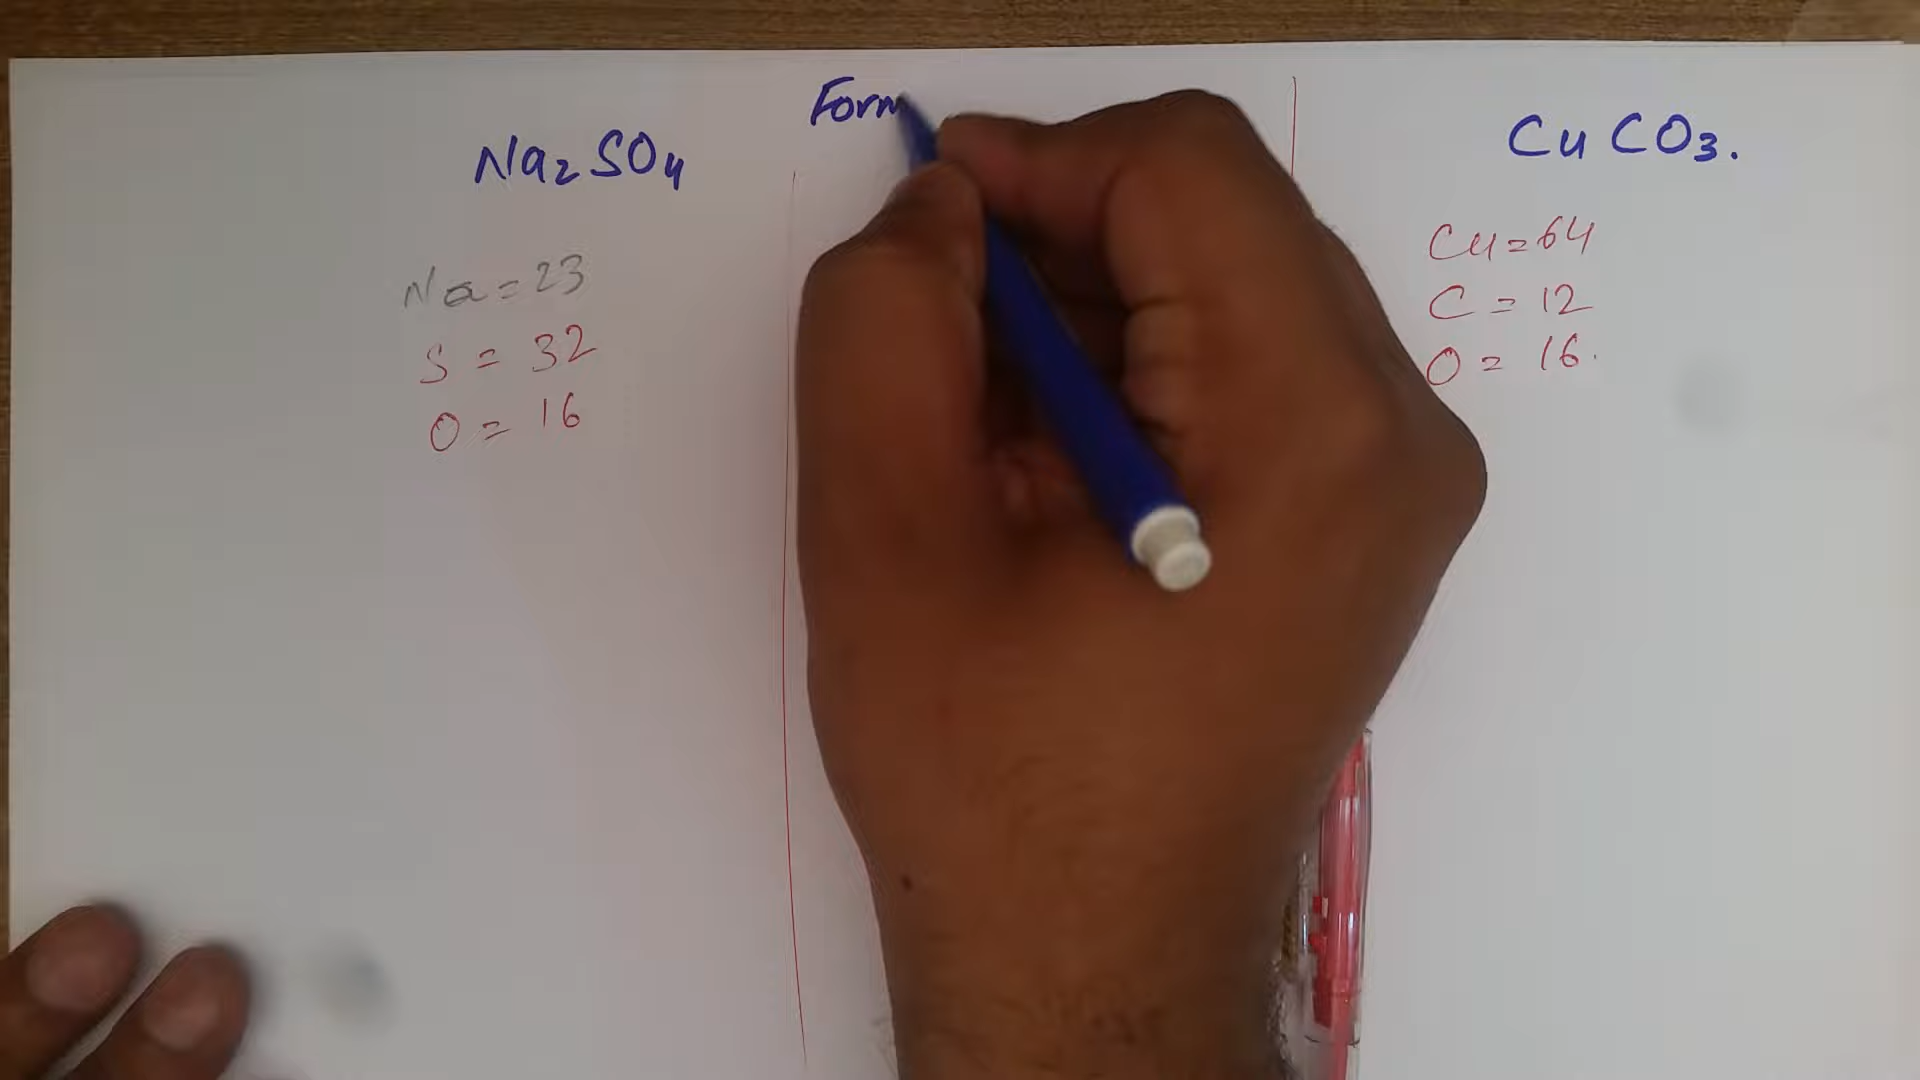 Form
Na₂SO₄
Na = 23
S = 32
O = 16
CuCO₃.
Cu = 64
C = 12
O = 16.